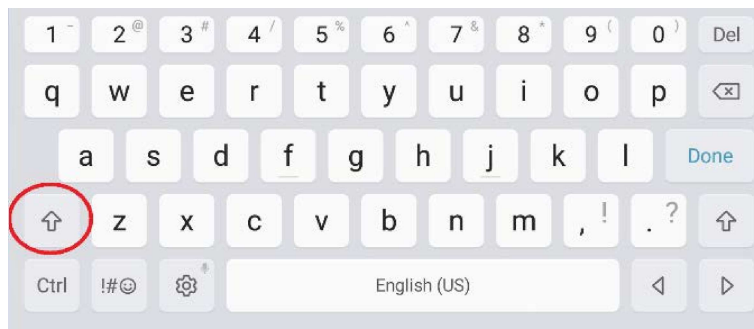 1 - 2 @ 3 # 4 / 5 % 6 ^ 7 & 8 * 9 ( 0 ) Del
q w e r t y u i o p
a s d f g h j k l Done
z x c v b n m , ! . ?
Ctrl !#☺ English (US)